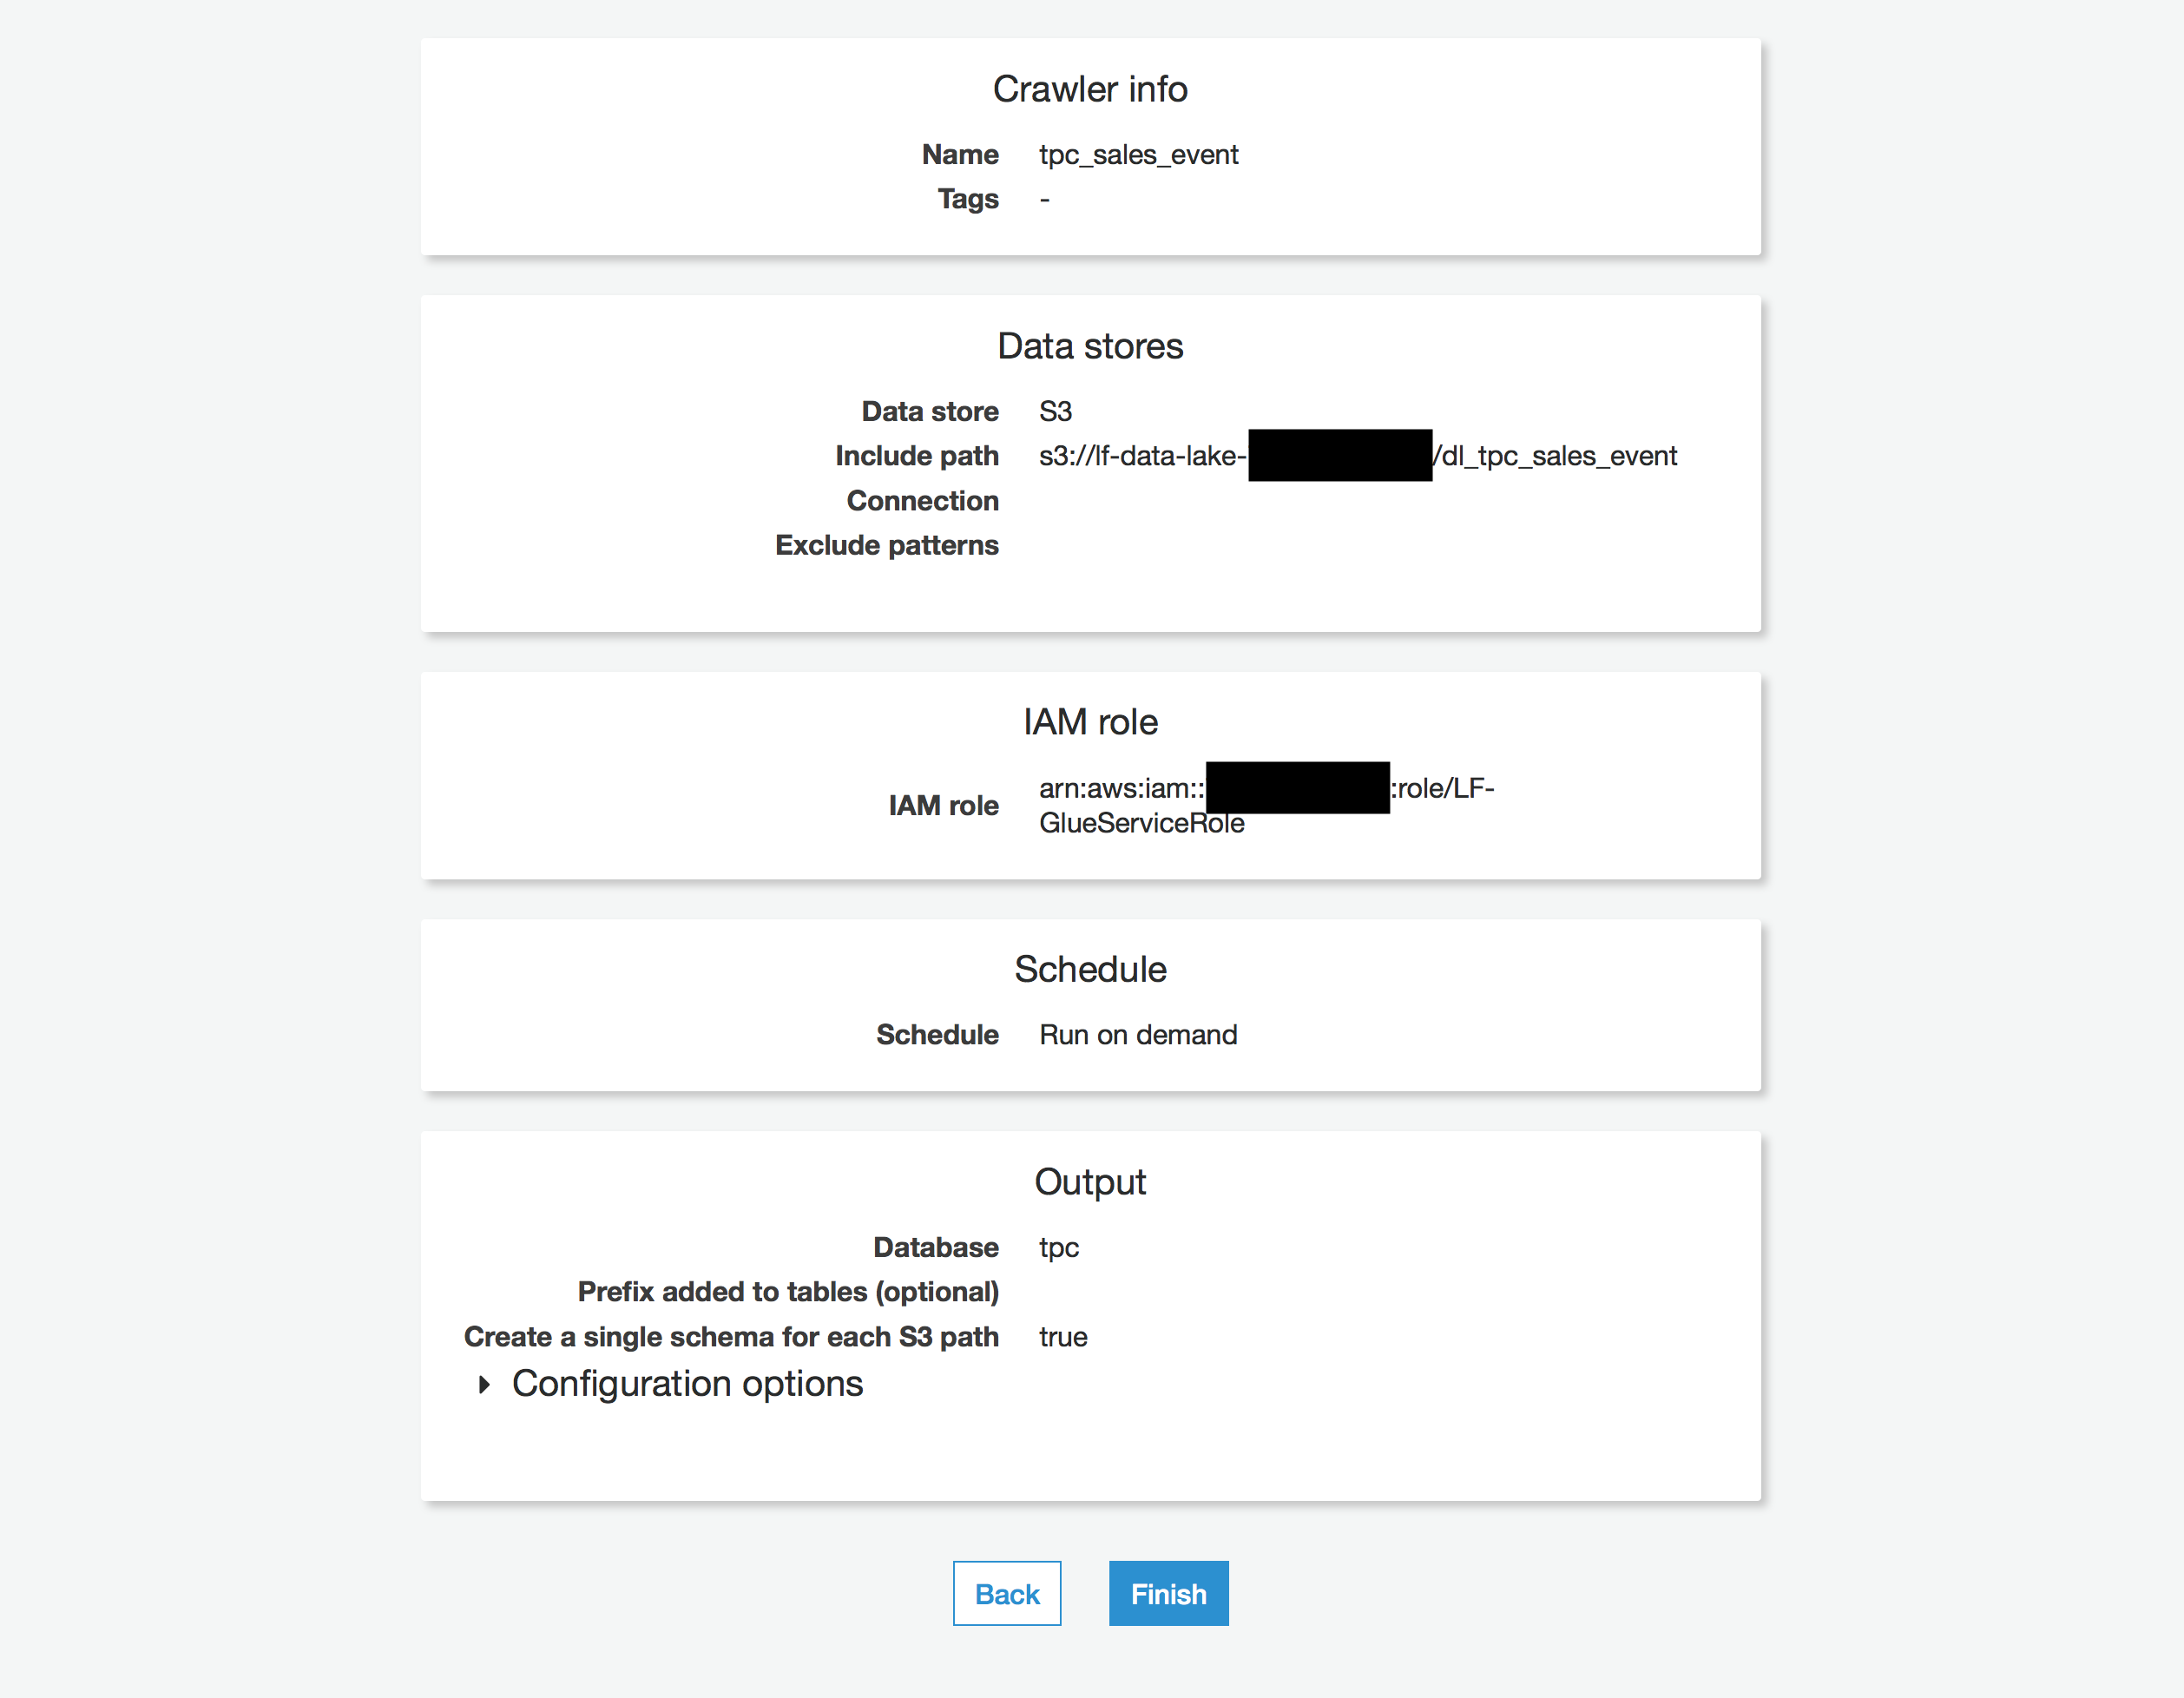 Crawler info
Name tpc_sales_event
Tags -
Data stores
Data store S3
Include path s3://lf-data-lake- /dl_tpc_sales_event
Connection
Exclude patterns
IAM role
IAM role arn:aws:iam:: :role/LF-
GlueServiceRole
Schedule
Schedule Run on demand
Output
Database tpc
Prefix added to tables (optional)
Create a single schema for each S3 path true
Configuration options
Back Finish